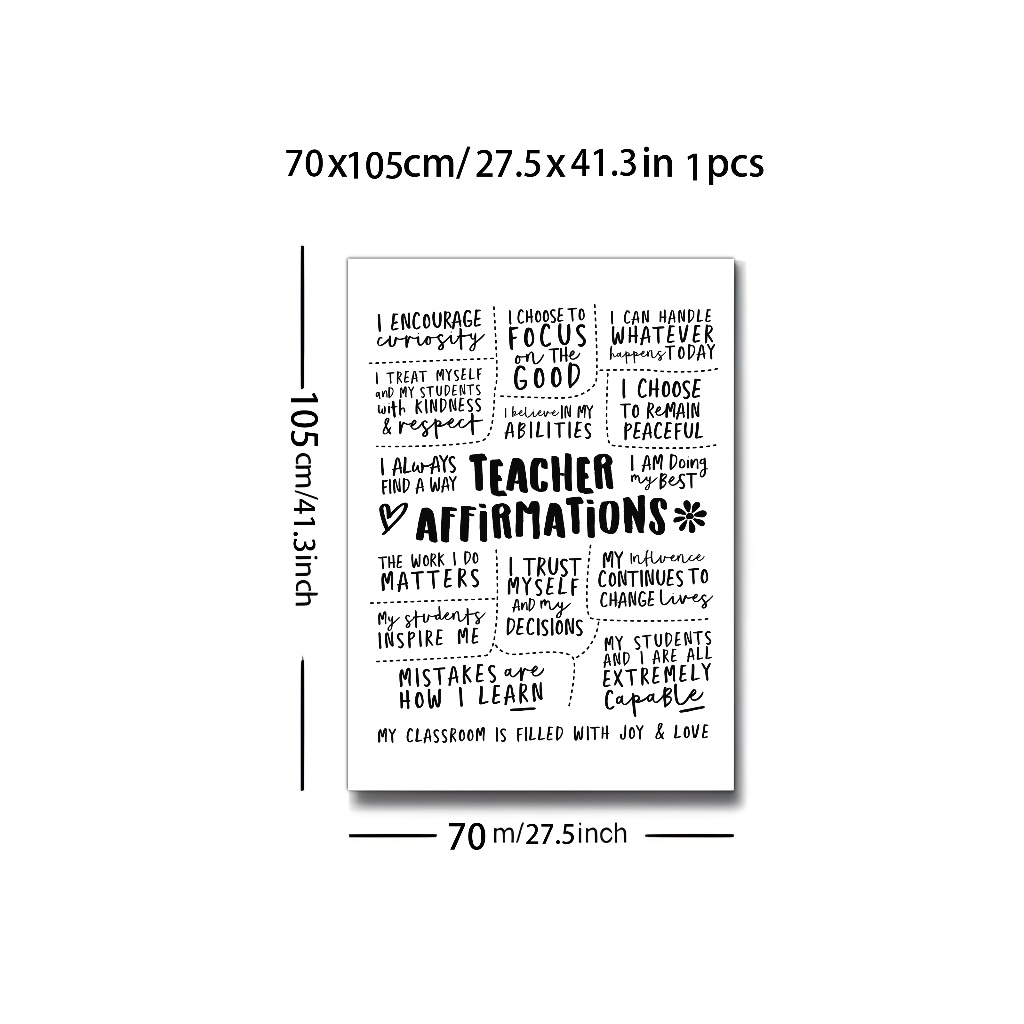 70x105cm/ 27.5x41.3in 1pcs
105cm/41.3inch
I ENCOURAGE
curiosity
I CHOOSE TO
FOCUS
on THE
GOOD
I CAN HANDLE
WHATEVER
happens TODAY
I TREAT MYSELF
anD MY STUDENTS
with KINDNESS
& respect
I believe IN MY
ABILITIES
I CHOOSE
TO ReMAIN
PEACEFUL
I ALwAYS
FIND A WAY
TEACHER
AFFiRMATiONS
I AM Doing
my BEST
THE WORK I DO
MATTERS
I TRUST
MYSELF
AnD my
DECISIONS
MY Influence
CONTINUES TO
CHANGE Lives
My students
INSPIRE ME
MY STUDENTS
AND I ARE ALL
EXTREMELY
CapaBLe
MISTAKES are
HOW I LEARN
MY CLASSROOM IS FILLED WITH JOY & LOVE
70 m/27.5inch